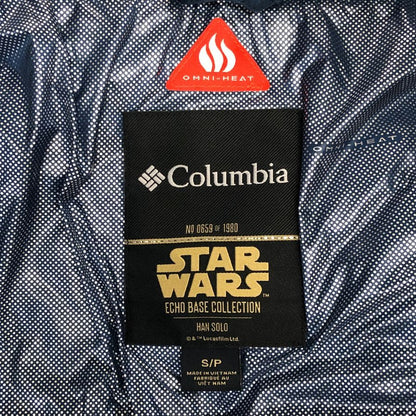 OMNI-HEAT
Columbia
No 0659 OF 1980
STAR
WARS™
ECHO BASE COLLECTION
HAN SOLO
© & ™ Lucasfilm Ltd.
S/P
MADE IN VIETNAM
FABRIQUÉ AU
VIÊT NAM